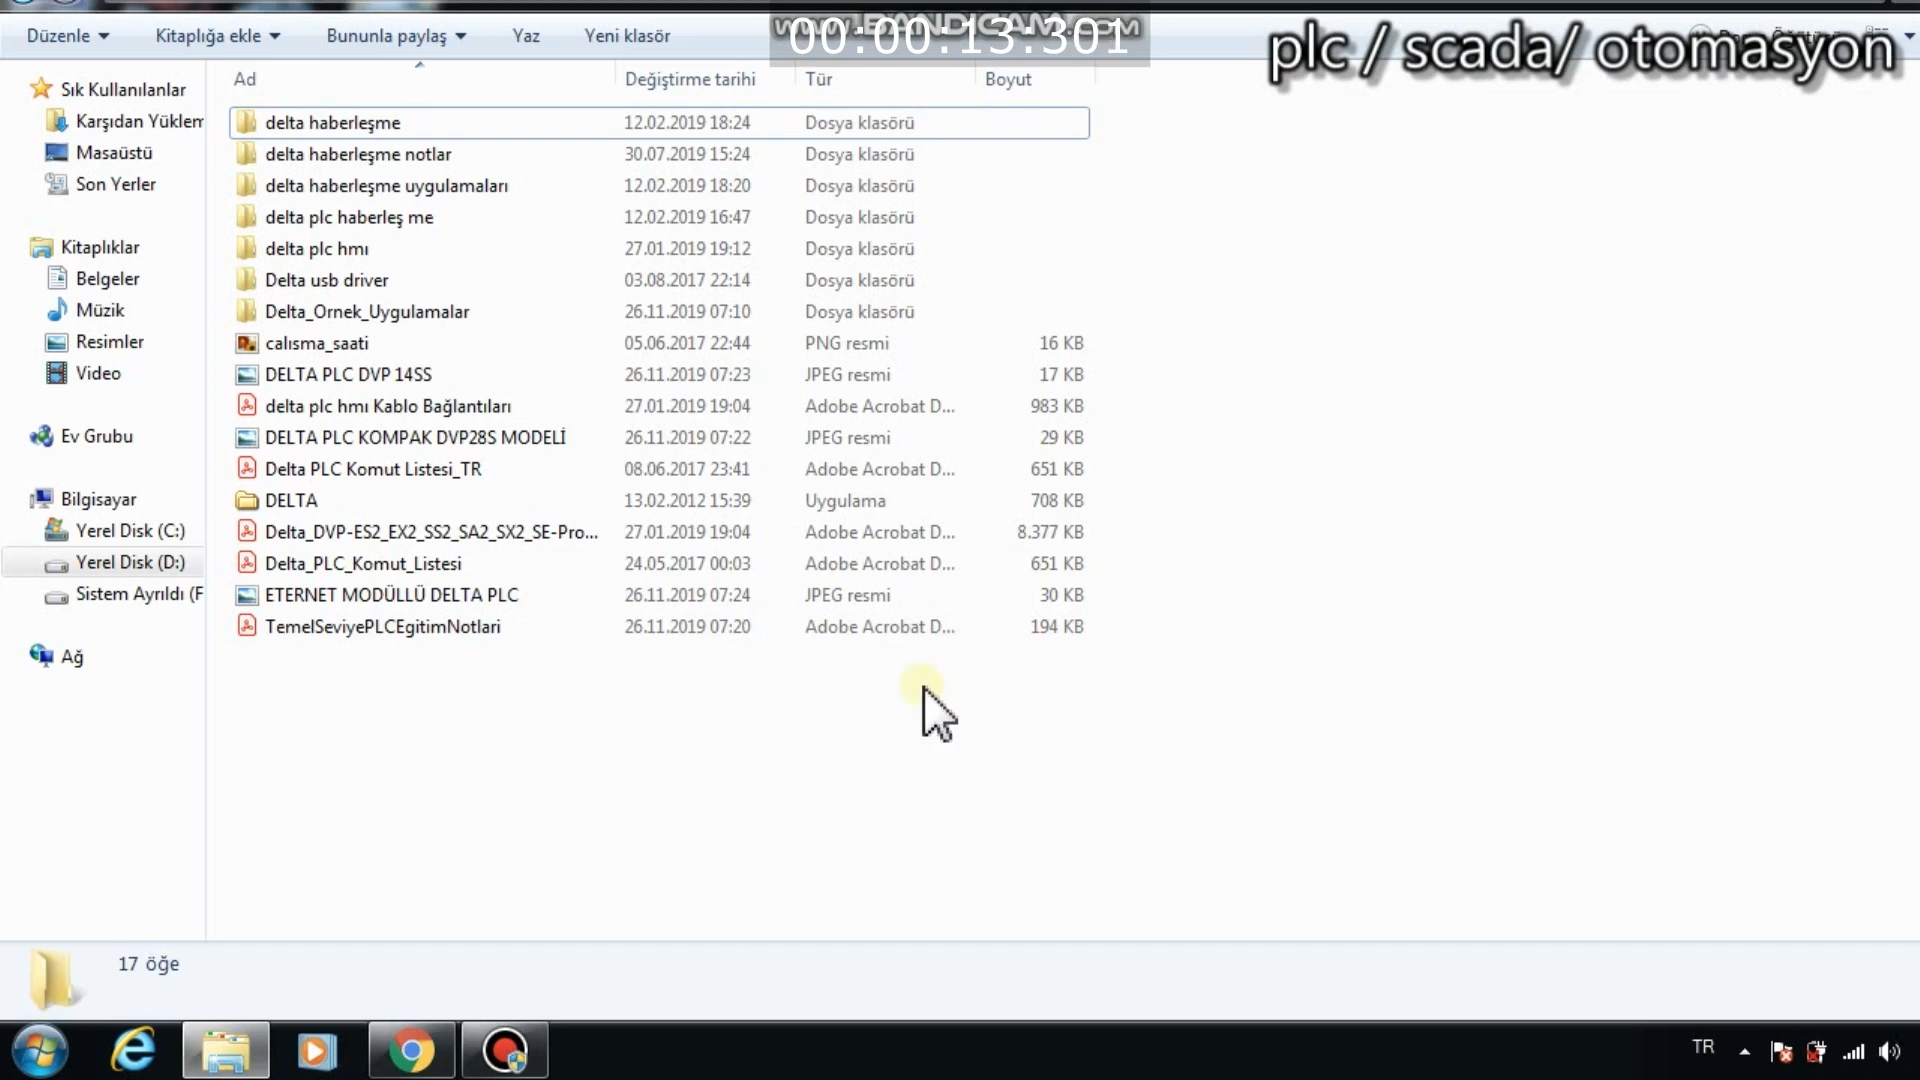 Düzenle Kitaplığa ekle Bununla paylaş Yaz Yeni klasör
www.BANDICAM.com
00:00:13:301
plc / scada/ otomasyon
Sık Kullanılanlar
Karşıdan Yüklem
Masaüstü
Son Yerler
Kitaplıklar
Belgeler
Müzik
Resimler
Video
Ev Grubu
Bilgisayar
Yerel Disk (C:)
Yerel Disk (D:)
Sistem Ayrıldı (F
Ağ
Ad Değiştirme tarihi Tür Boyut
delta haberleşme 12.02.2019 18:24 Dosya klasörü
delta haberleşme notlar 30.07.2019 15:24 Dosya klasörü
delta haberleşme uygulamaları 12.02.2019 18:20 Dosya klasörü
delta plc haberleş me 12.02.2019 16:47 Dosya klasörü
delta plc hmı 27.01.2019 19:12 Dosya klasörü
Delta usb driver 03.08.2017 22:14 Dosya klasörü
Delta_Ornek_Uygulamalar 26.11.2019 07:10 Dosya klasörü
calısma_saati 05.06.2017 22:44 PNG resmi 16 KB
DELTA PLC DVP 14SS 26.11.2019 07:23 JPEG resmi 17 KB
delta plc hmı Kablo Bağlantıları 27.01.2019 19:04 Adobe Acrobat D... 983 KB
DELTA PLC KOMPAK DVP28S MODELİ 26.11.2019 07:22 JPEG resmi 29 KB
Delta PLC Komut Listesi_TR 08.06.2017 23:41 Adobe Acrobat D... 651 KB
DELTA 13.02.2012 15:39 Uygulama 708 KB
Delta_DVP-ES2_EX2_SS2_SA2_SX2_SE-Pro... 27.01.2019 19:04 Adobe Acrobat D... 8.377 KB
Delta_PLC_Komut_Listesi 24.05.2017 00:03 Adobe Acrobat D... 651 KB
ETERNET MODÜLLÜ DELTA PLC 26.11.2019 07:24 JPEG resmi 30 KB
TemelSeviyePLCEgitimNotlari 26.11.2019 07:20 Adobe Acrobat D... 194 KB
17 öğe
TR